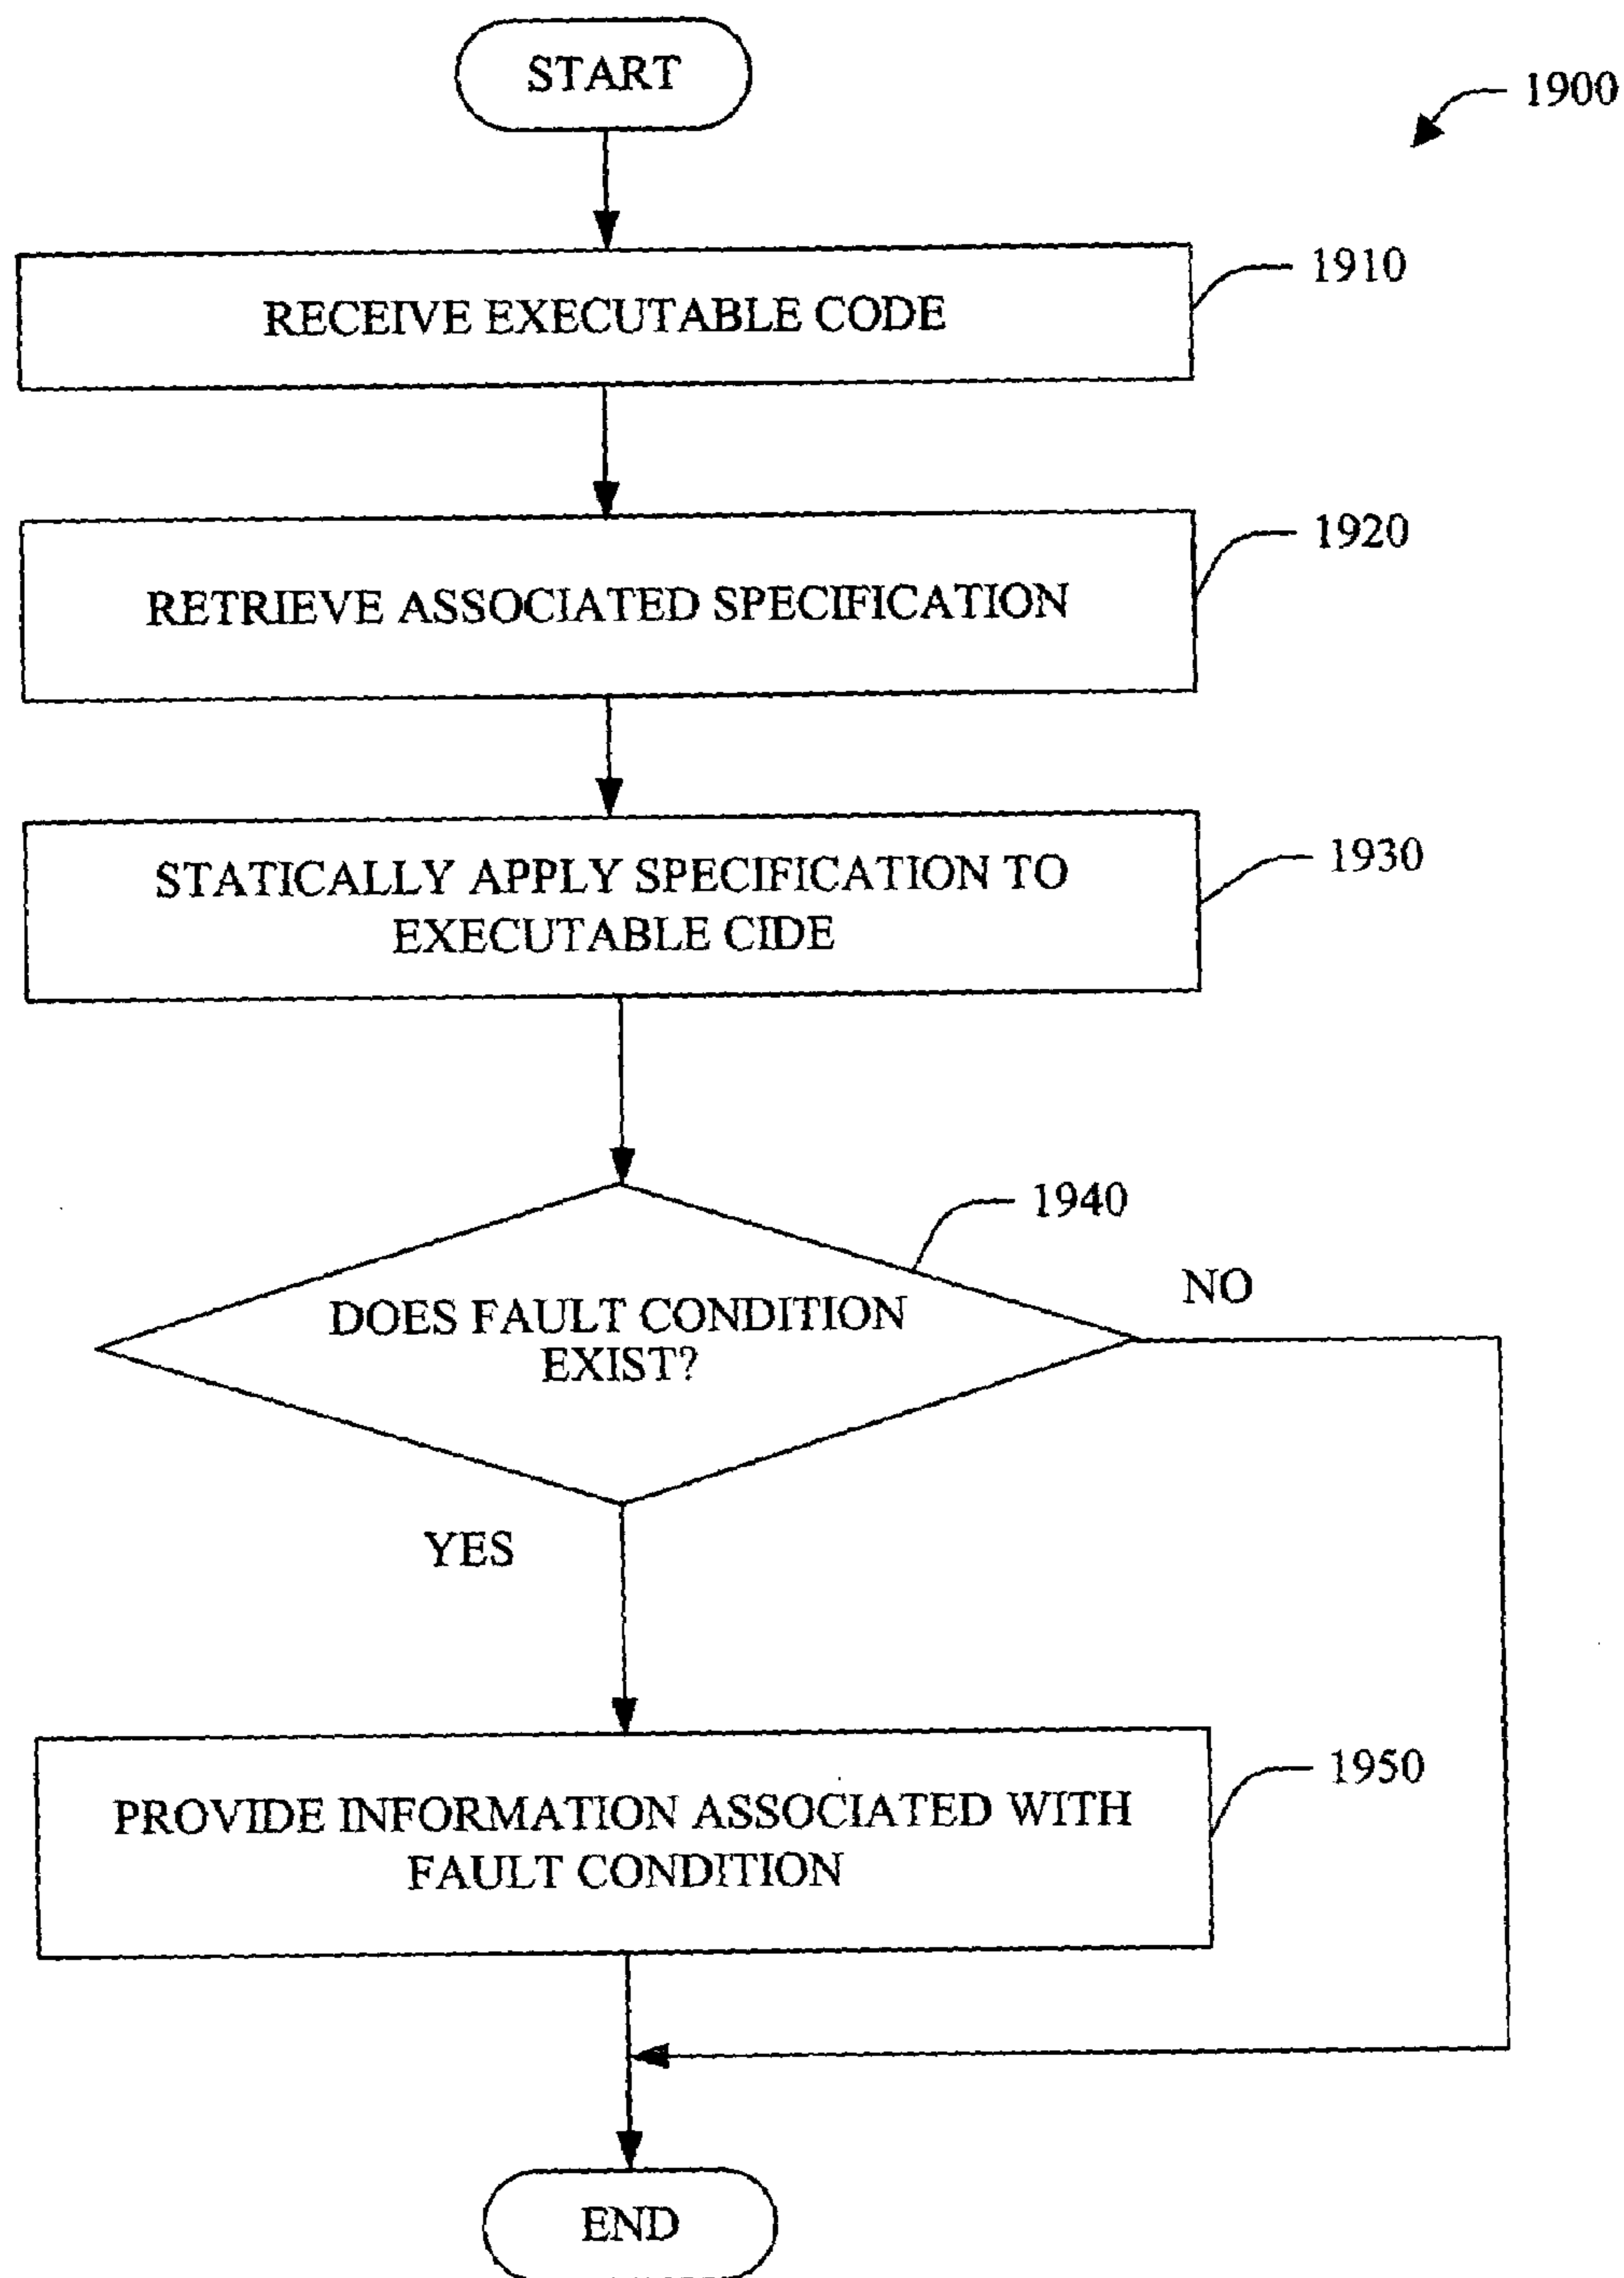 START
1900
RECEIVE EXECUTABLE CODE
1910
RETRIEVE ASSOCIATED SPECIFICATION
1920
STATICALLY APPLY SPECIFICATION TO
EXECUTABLE CIDE
1930
DOES FAULT CONDITION
EXIST?
1940
NO
YES
PROVIDE INFORMATION ASSOCIATED WITH
FAULT CONDITION
1950
END